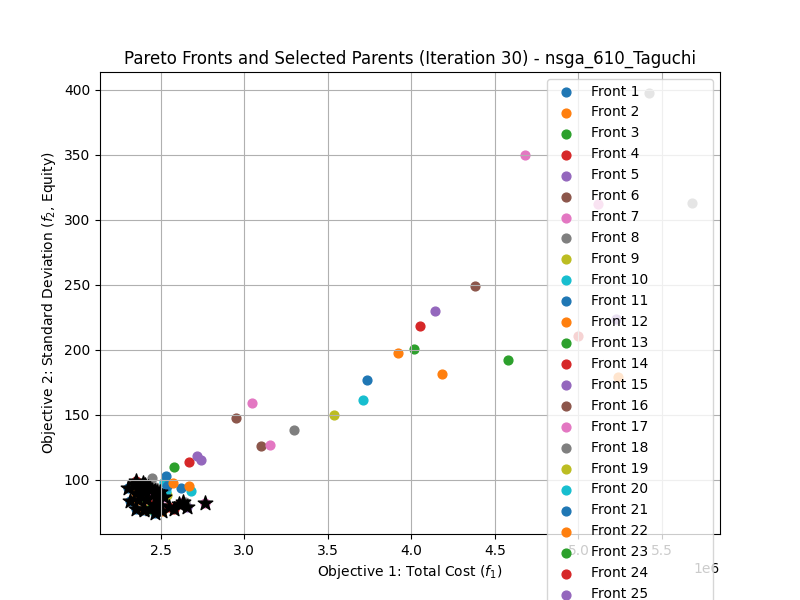 Pareto Fronts and Selected Parents (Iteration 30) - nsga_610_Taguchi
Objective 2: Standard Deviation (f₂, Equity)
400
350
300
250
200
150
100
2.5
3.0
3.5
4.0
4.5
5.0
5.5
1e6
Objective 1: Total Cost (f₁)
Front 1
Front 2
Front 3
Front 4
Front 5
Front 6
Front 7
Front 8
Front 9
Front 10
Front 11
Front 12
Front 13
Front 14
Front 15
Front 16
Front 17
Front 18
Front 19
Front 20
Front 21
Front 22
Front 23
Front 24
Front 25